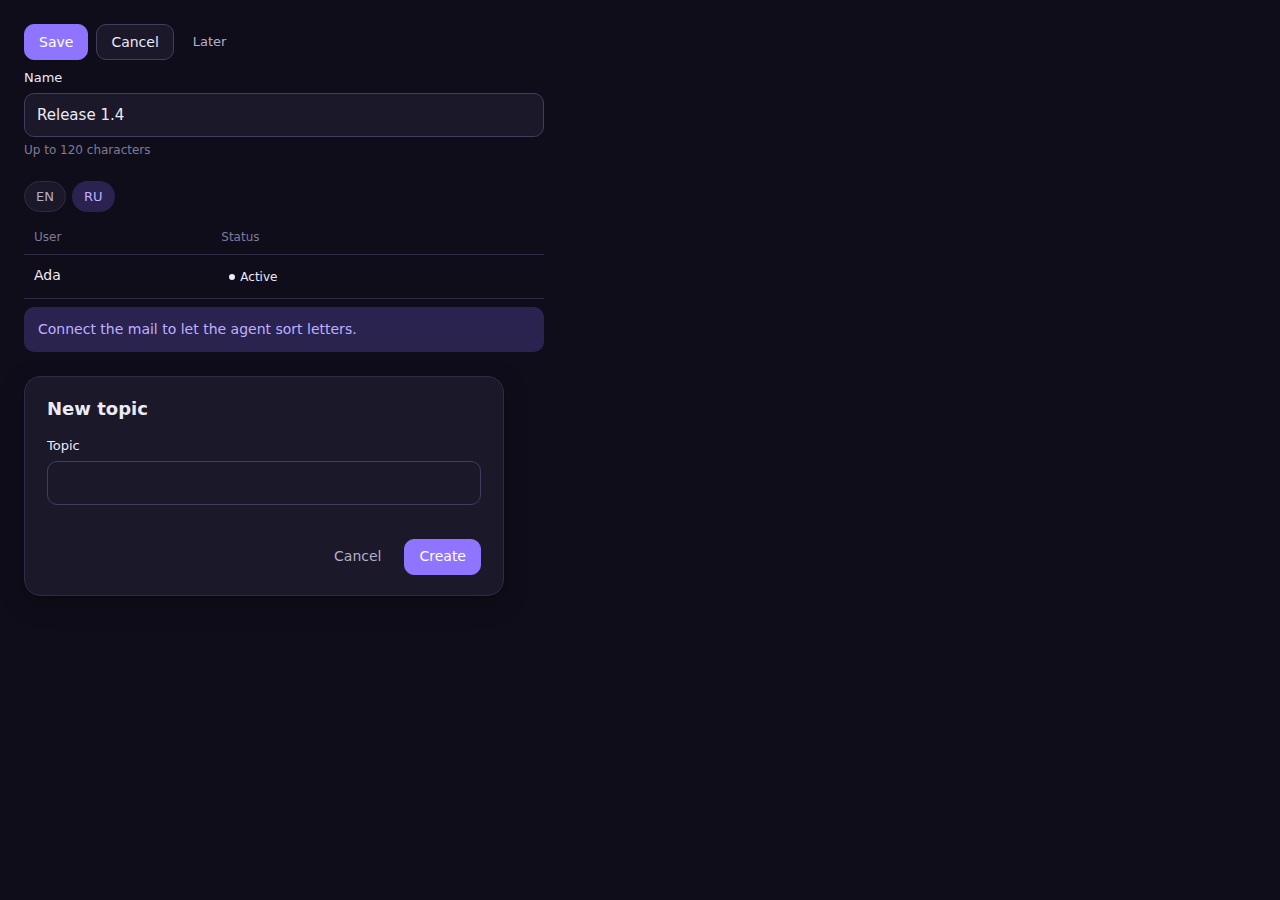 Save Cancel Later
Name
Release 1.4
Up to 120 characters
EN RU
User Status
Ada Active
Connect the mail to let the agent sort letters.
New topic
Topic
Cancel Create